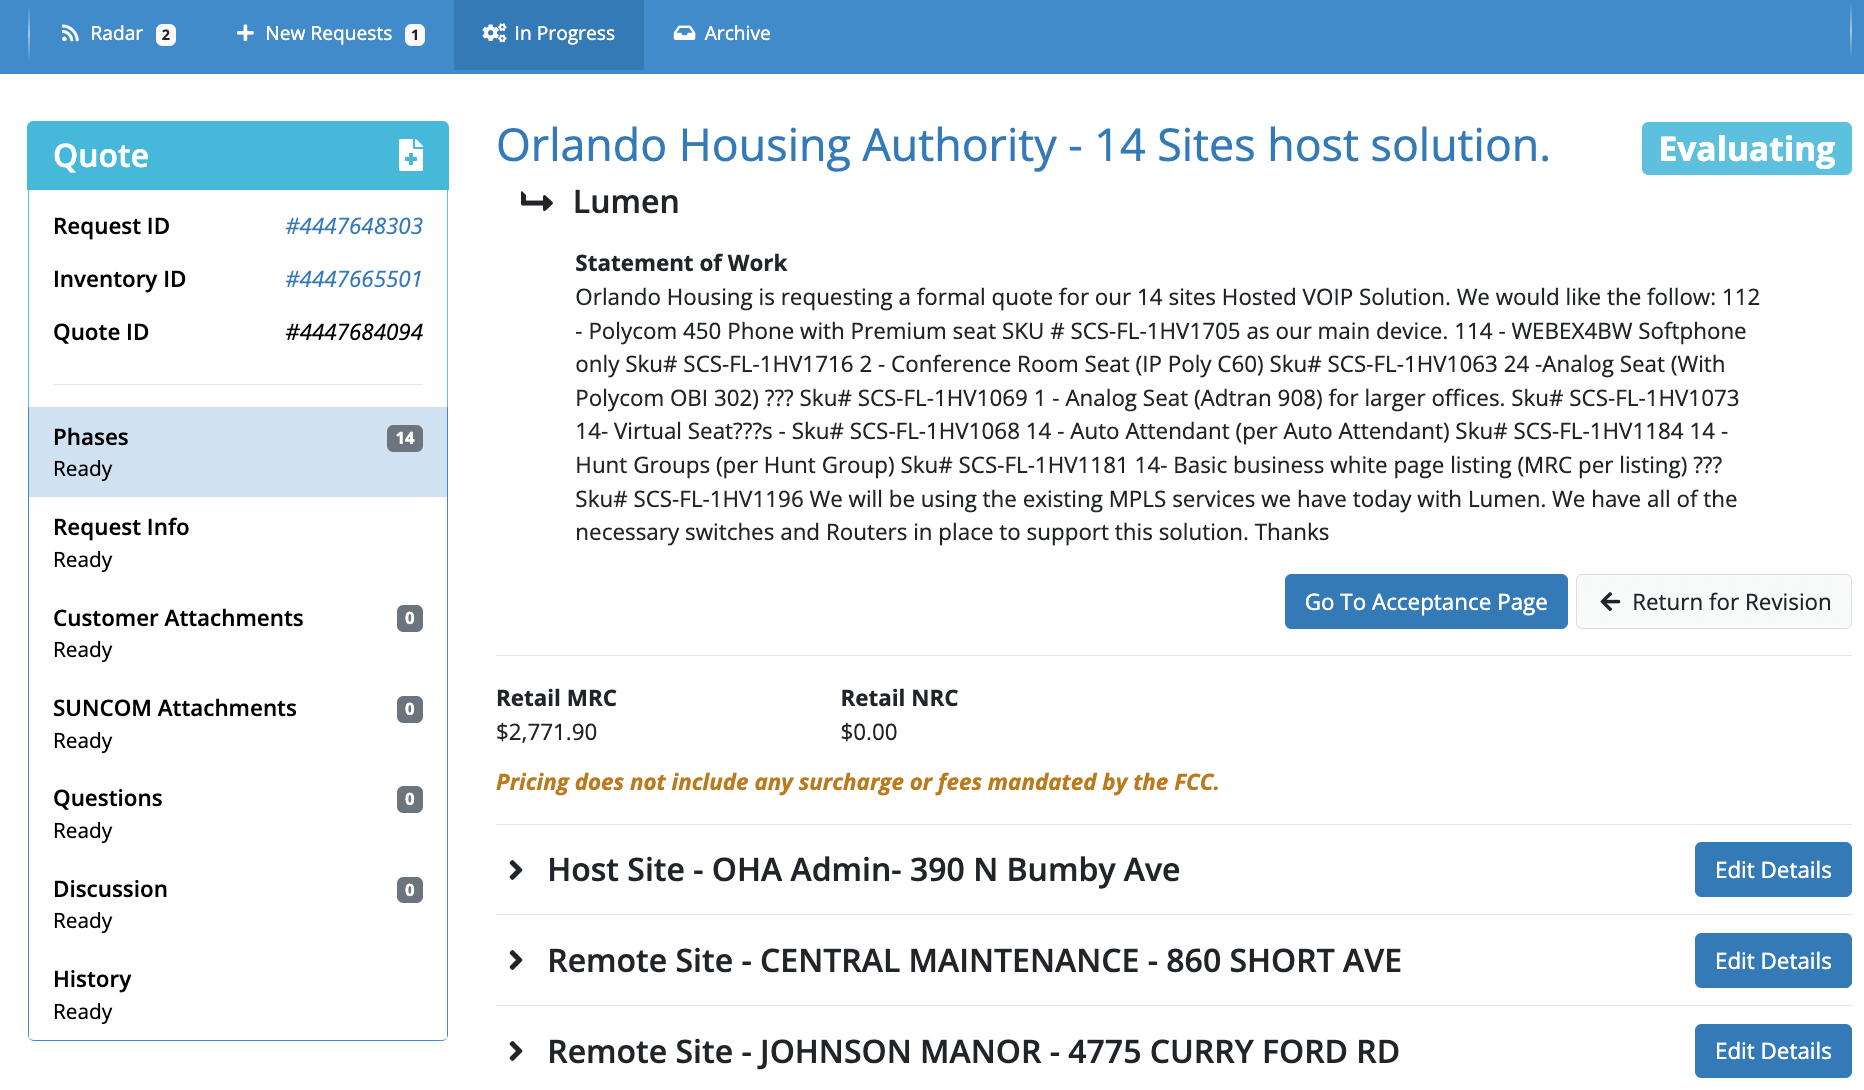 Radar 2
New Requests 1
In Progress
Archive
Quote
Request ID #4447648303
Inventory ID #4447665501
Quote ID #4447684094
Phases 14
Ready
Request Info
Ready
Customer Attachments 0
Ready
SUNCOM Attachments 0
Ready
Questions 0
Ready
Discussion 0
Ready
History
Ready
Orlando Housing Authority - 14 Sites host solution.
Evaluating
Lumen
Statement of Work
Orlando Housing is requesting a formal quote for our 14 sites Hosted VOIP Solution. We would like the follow: 112
- Polycom 450 Phone with Premium seat SKU # SCS-FL-1HV1705 as our main device. 114 - WEBEX4BW Softphone
only Sku# SCS-FL-1HV1716 2 - Conference Room Seat (IP Poly C60) Sku# SCS-FL-1HV1063 24 -Analog Seat (With
Polycom OBI 302) ??? Sku# SCS-FL-1HV1069 1 - Analog Seat (Adtran 908) for larger offices. Sku# SCS-FL-1HV1073
14- Virtual Seat???s - Sku# SCS-FL-1HV1068 14 - Auto Attendant (per Auto Attendant) Sku# SCS-FL-1HV1184 14 -
Hunt Groups (per Hunt Group) Sku# SCS-FL-1HV1181 14- Basic business white page listing (MRC per listing) ???
Sku# SCS-FL-1HV1196 We will be using the existing MPLS services we have today with Lumen. We have all of the
necessary switches and Routers in place to support this solution. Thanks
Go To Acceptance Page
Return for Revision
Retail MRC
$2,771.90
Retail NRC
$0.00
Pricing does not include any surcharge or fees mandated by the FCC.
Host Site - OHA Admin- 390 N Bumby Ave
Edit Details
Remote Site - CENTRAL MAINTENANCE - 860 SHORT AVE
Edit Details
Remote Site - JOHNSON MANOR - 4775 CURRY FORD RD
Edit Details